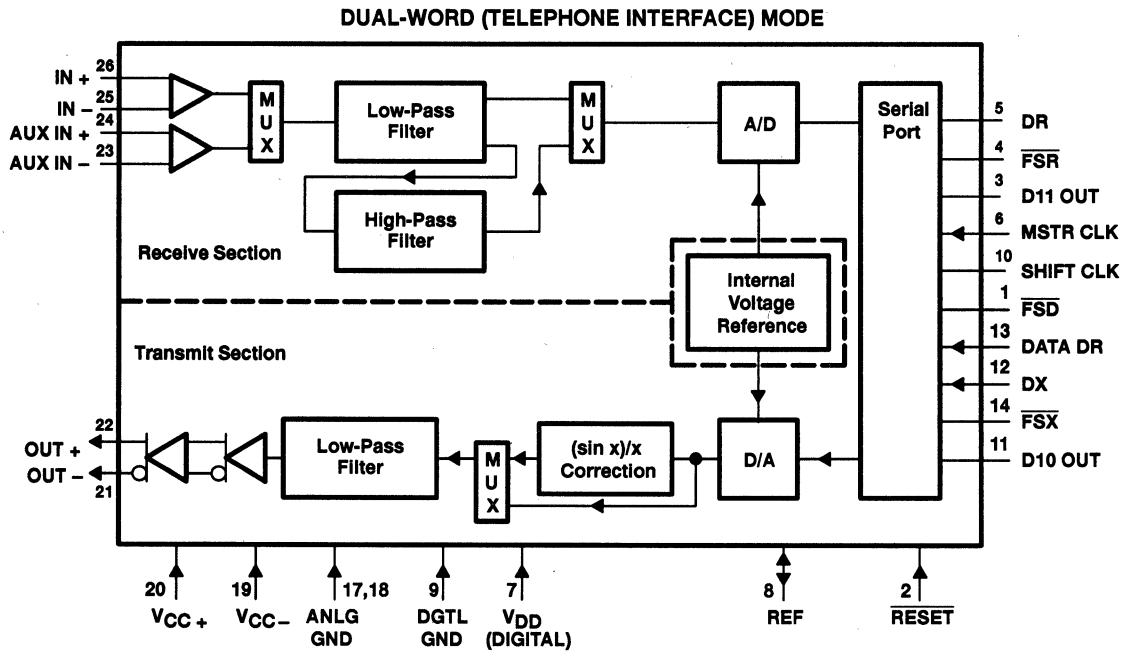 DUAL-WORD (TELEPHONE INTERFACE) MODE
IN +
26
IN −
25
AUX IN +
24
AUX IN −
23
M
U
X
Low-Pass
Filter
High-Pass
Filter
M
U
X
A/D
Serial
Port
5
DR
4
FSR
3
D11 OUT
6
MSTR CLK
10
SHIFT CLK
1
FSD
13
DATA DR
12
DX
14
FSX
11
D10 OUT
Receive Section
Internal
Voltage
Reference
Transmit Section
22
OUT +
OUT −
21
Low-Pass
Filter
M
U
X
(sin x)/x
Correction
D/A
20
VCC +
19
VCC −
17,18
ANLG
GND
9
DGTL
GND
7
VDD
(DIGITAL)
8
REF
2
RESET